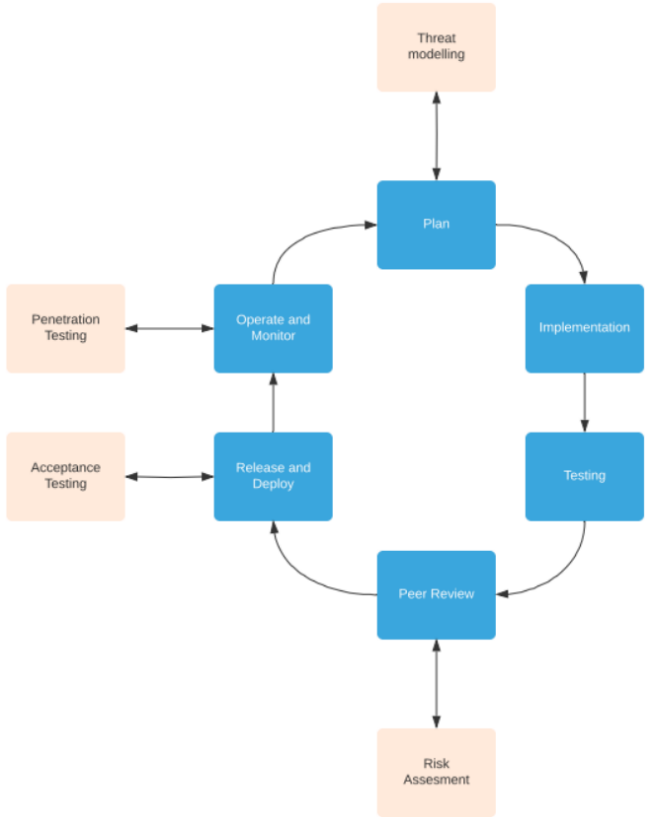 Threat
modelling
Plan
Penetration
Testing
Operate and
Monitor
Implementation
Acceptance
Testing
Release and
Deploy
Testing
Peer Review
Risk
Assesment